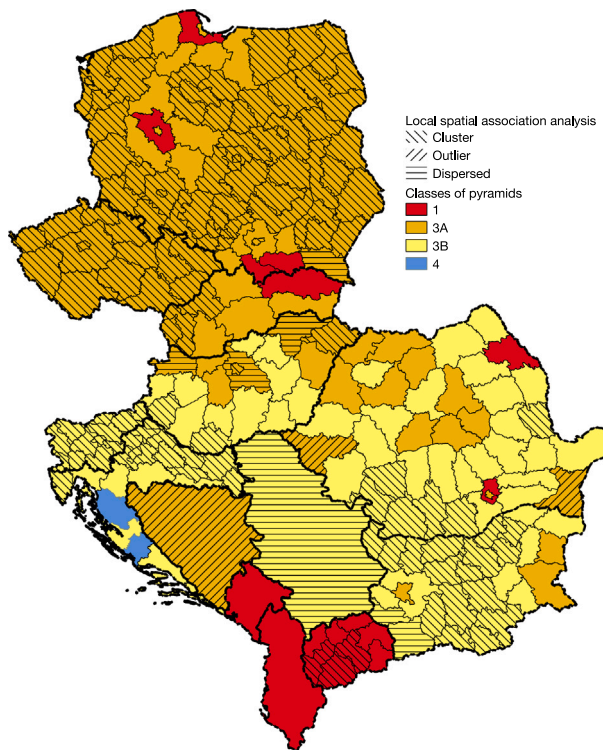 Local spatial association analysis
Cluster
Outlier
Dispersed
Classes of pyramids
1
3A
3B
4